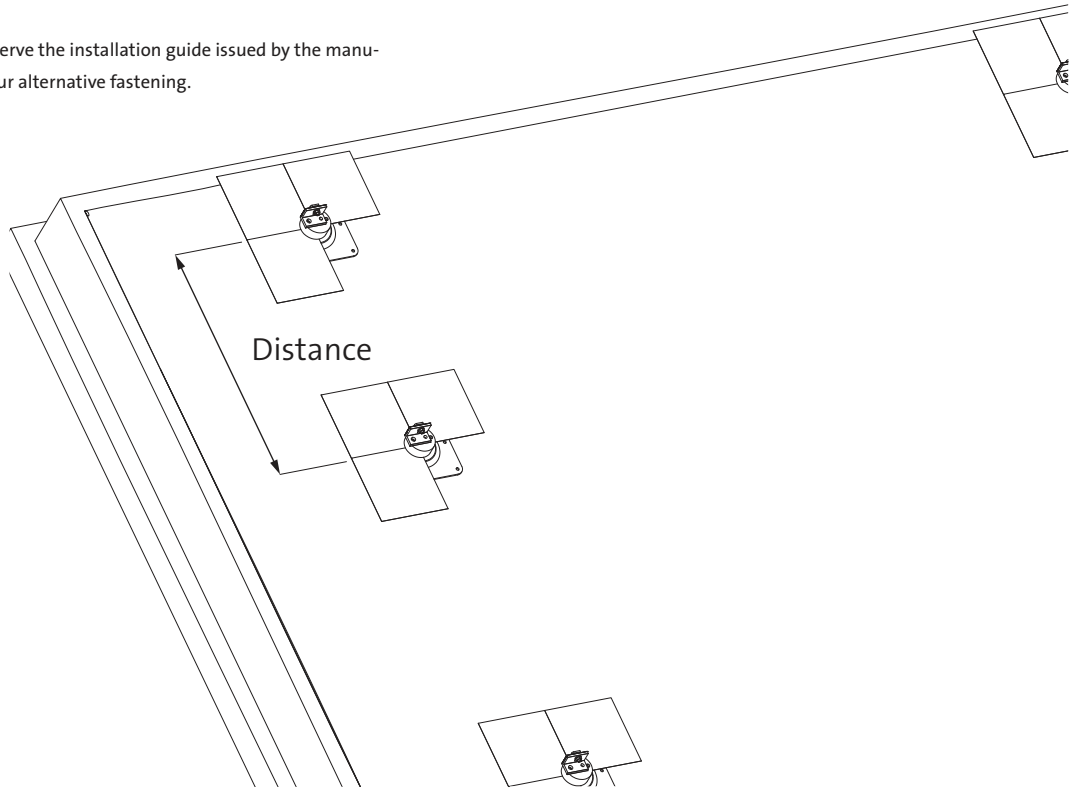 erve the installation guide issued by the manu-
ur alternative fastening.
Distance